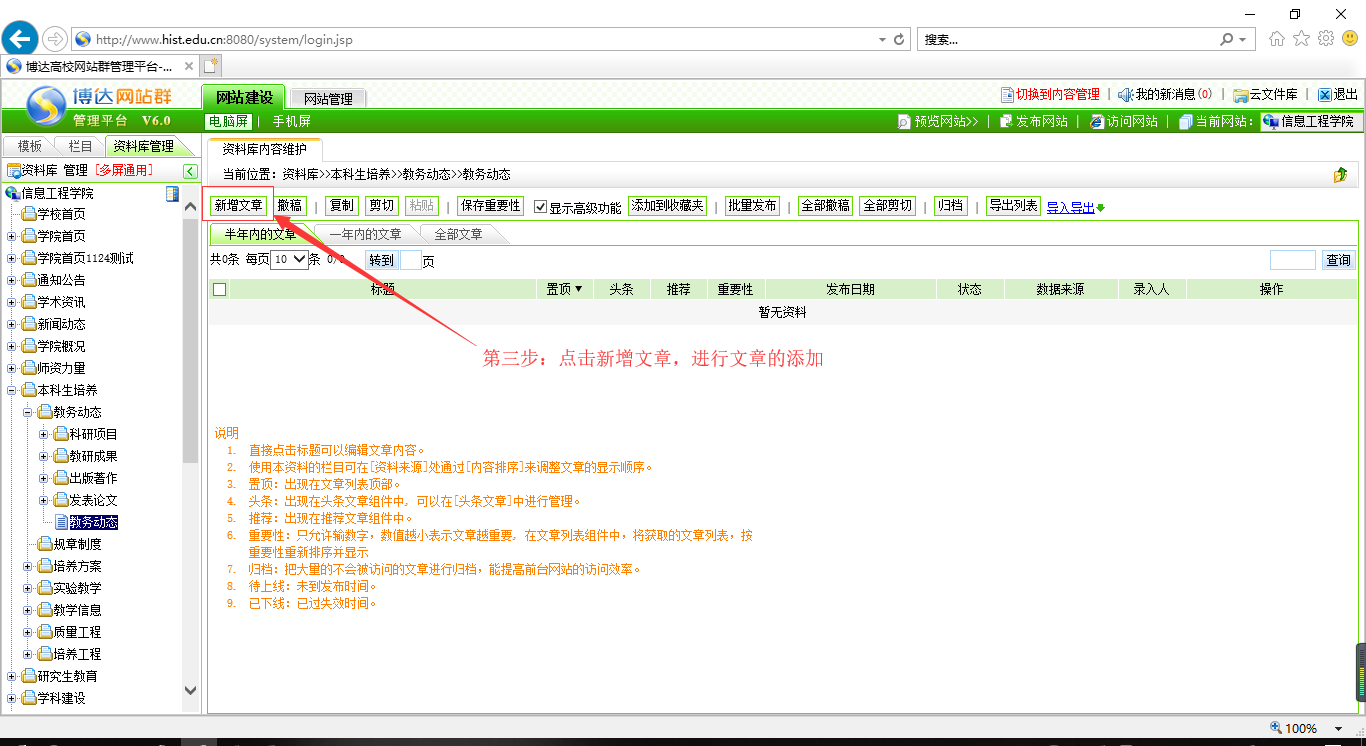 http://www.hist.edu.cn:8080/system/login.jsp
搜索...
博达高校网站群管理平台-...
博达网站群
管理平台 V6.0
网站建设 网站管理
切换到内容管理 | 我的新消息(0) | 云文件库 | 退出
电脑屏 | 手机屏
预览网站>> | 发布网站 | 访问网站 | 当前网站: 信息工程学院
模板 栏目 资料库管理
资料库 管理 [多屏通用]
信息工程学院
学校首页
学院首页
学院首页1124测试
通知公告
学术资讯
新闻动态
学院概况
师资力量
本科生培养
教务动态
科研项目
教研成果
出版著作
发表论文
教务动态
规章制度
培养方案
实验教学
教学信息
质量工程
培养工程
研究生教育
学科建设
资料库内容维护
当前位置: 资料库>>本科生培养>>教务动态>>教务动态
新增文章 撤稿 | 复制 剪切 粘贴 | 保存重要性 显示高级功能 添加到收藏夹 | 批量发布 | 全部撤稿 全部剪切 | 归档 | 导出列表 导入导出
半年内的文章 一年内的文章 全部文章
共0条 每页 10 条 0/0 转到 页 查询
标题 置顶▼ 头条 推荐 重要性 发布日期 状态 数据来源 录入人 操作
暂无资料
第三步：点击新增文章，进行文章的添加
说明
1. 直接点击标题可以编辑文章内容。
2. 使用本资料的栏目可在[资料来源]处通过[内容排序]来调整文章的显示顺序。
3. 置顶：出现在文章列表顶部。
4. 头条：出现在头条文章组件中，可以在[头条文章]中进行管理。
5. 推荐：出现在推荐文章组件中。
6. 重要性：只允许输数字，数值越小表示文章越重要，在文章列表组件中，将获取的文章列表，按
重要性重新排序并显示
7. 归档：把大量的不会被访问的文章进行归档，能提高前台网站的访问效率。
8. 待上线：未到发布时间。
9. 已下线：已过失效时间。
100%